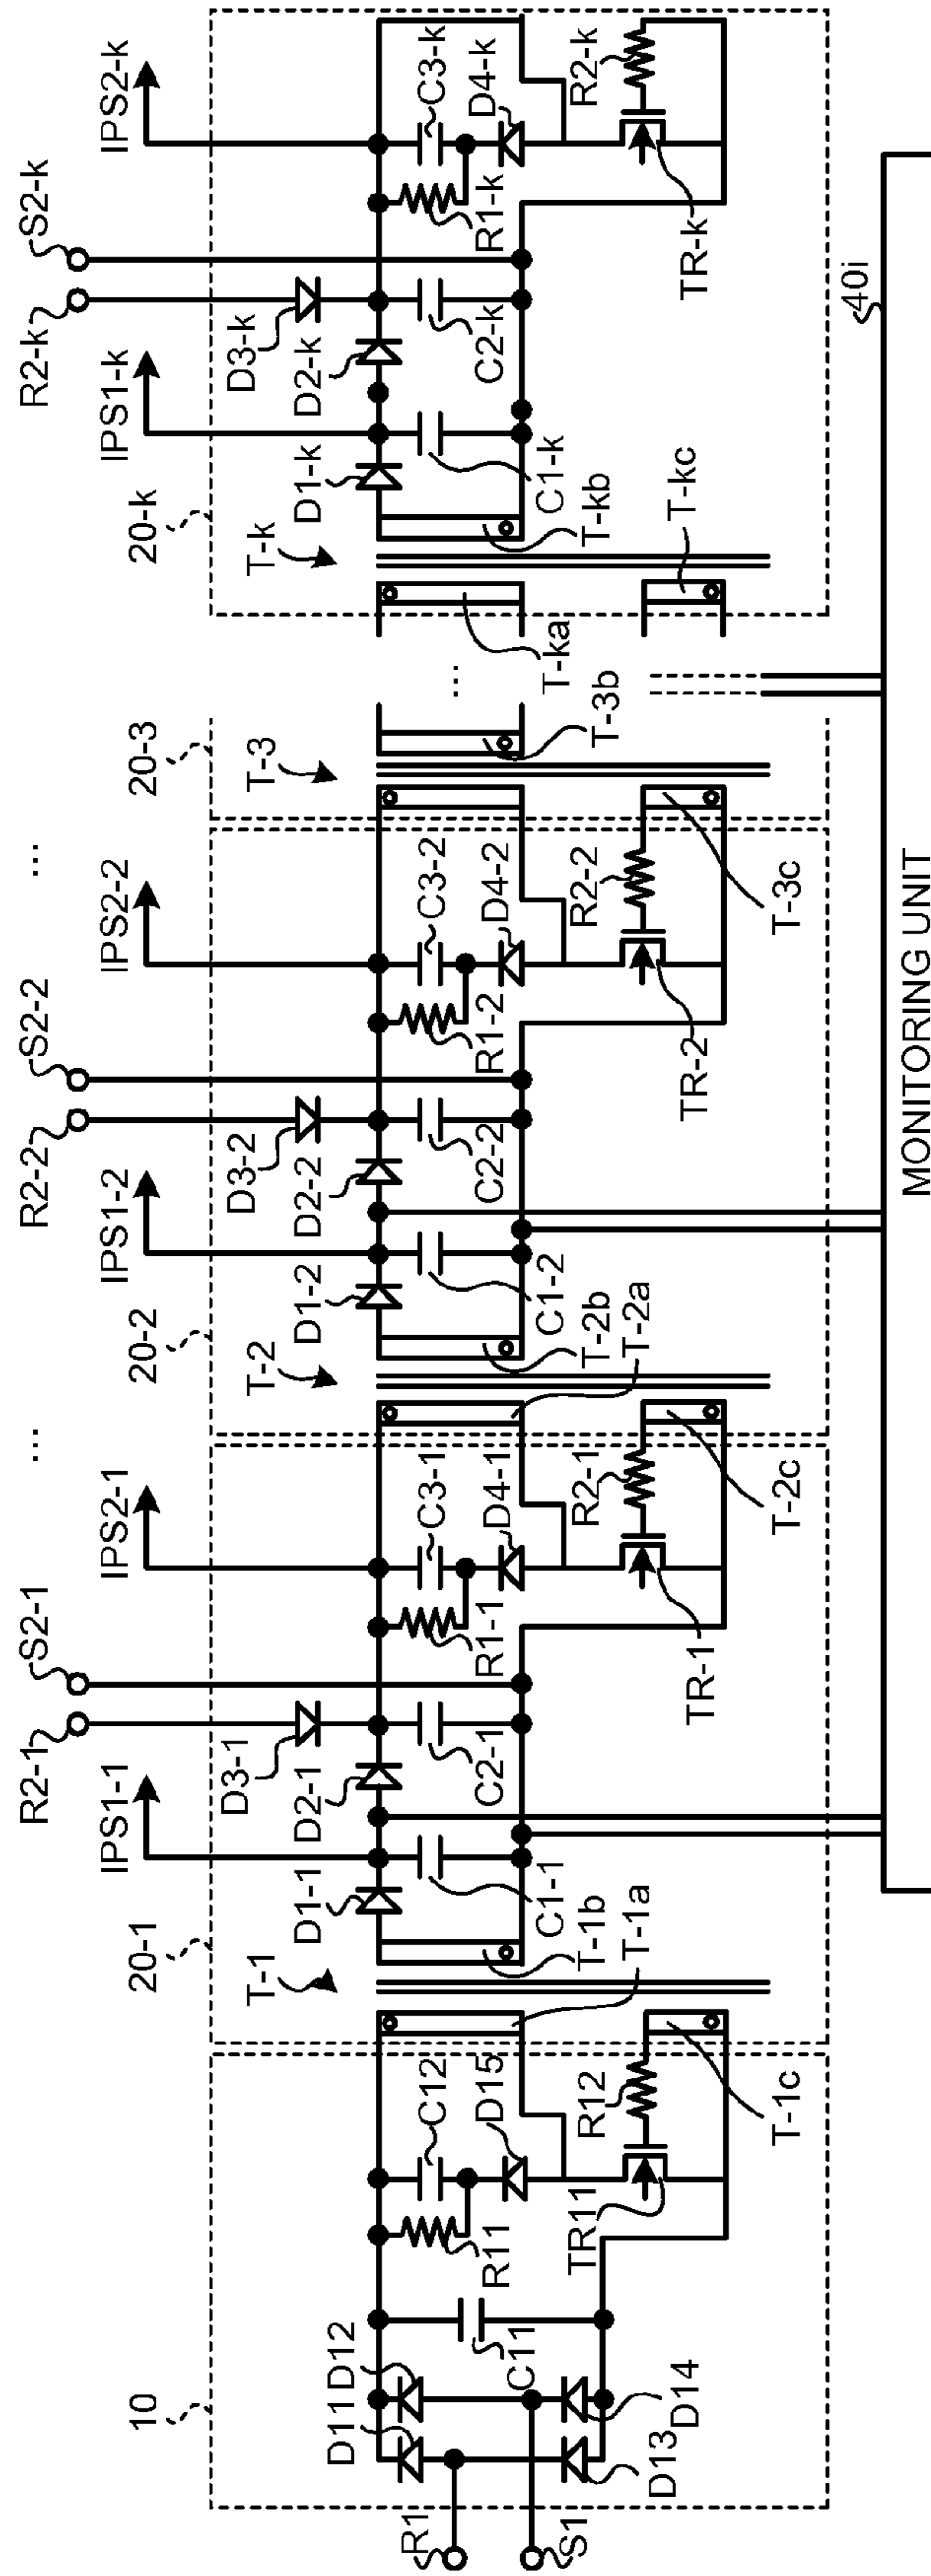 R2-1
S2-1
R2-2
S2-2
R2-k
S2-k
...
...
IPS1-1
IPS2-1
IPS1-2
IPS2-2
IPS1-k
IPS2-k
10
20-1
20-2
20-3
20-k
T-1
T-2
T-3
T-k
D3-1
D3-2
D3-k
D11
D12
D1-1
D2-1
D1-2
D2-2
D1-k
D2-k
C12
C3-1
C3-2
C3-k
R1
R11
D15
R1-1
D4-1
R1-2
D4-2
R1-k
D4-k
S1
C11
C1-1
C2-1
C1-2
C2-2
...
C1-k
C2-k
D13
D14
T-1b
T-1a
T-2b
T-2a
T-3b
T-ka
T-kb
R12
R2-1
R2-2
R2-k
TR11
T-1c
TR-1
T-2c
TR-2
T-3c
T-kc
TR-k
40i
MONITORING UNIT